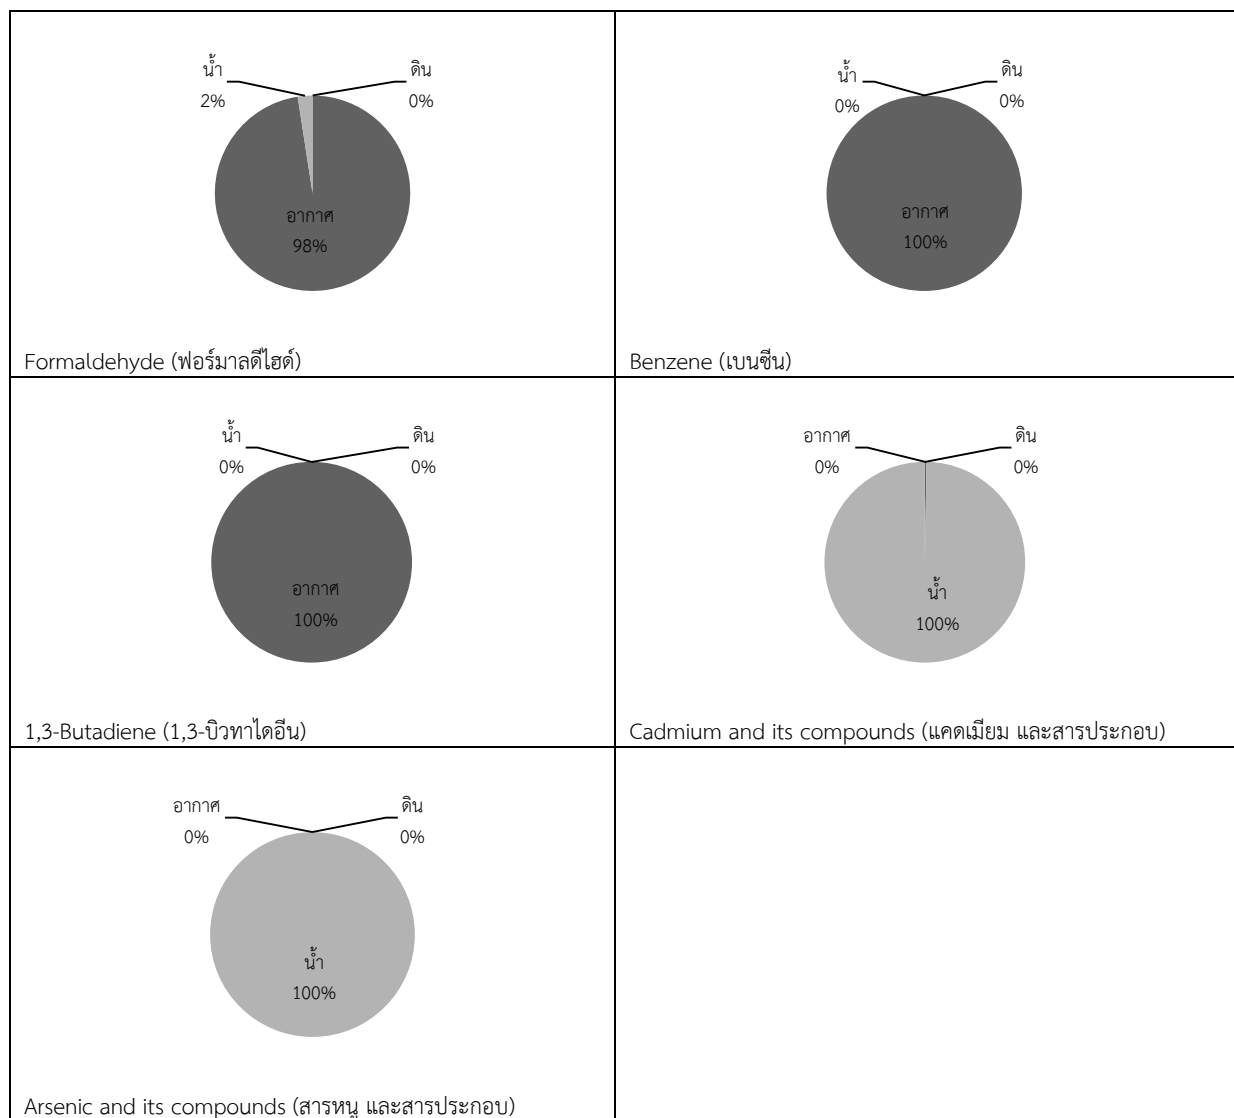 น้ำ
2%
ดิน
0%
อากาศ
98%
Formaldehyde (ฟอร์มาลดีไฮด์)
น้ำ
0%
ดิน
0%
อากาศ
100%
Benzene (เบนซีน)
น้ำ
0%
ดิน
0%
อากาศ
100%
1,3-Butadiene (1,3-บิวทาไดอีน)
อากาศ
0%
ดิน
0%
น้ำ
100%
Cadmium and its compounds (แคดเมียม และสารประกอบ)
อากาศ
0%
ดิน
0%
น้ำ
100%
Arsenic and its compounds (สารหนู และสารประกอบ)